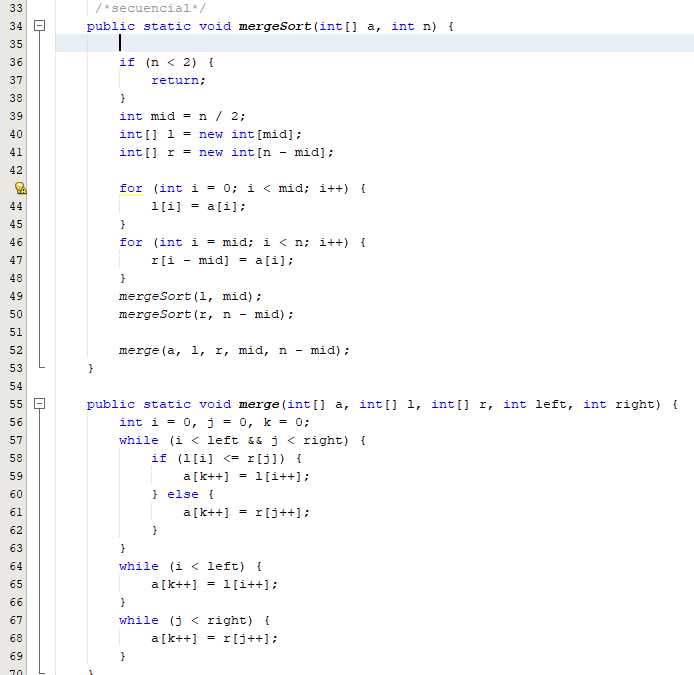 33 /*secuencial*/
34 public static void mergeSort(int[] a, int n) {
35
36 if (n < 2) {
37 return;
38 }
39 int mid = n / 2;
40 int[] l = new int[mid];
41 int[] r = new int[n - mid];
42
for (int i = 0; i < mid; i++) {
44 l[i] = a[i];
45 }
46 for (int i = mid; i < n; i++) {
47 r[i - mid] = a[i];
48 }
49 mergeSort(l, mid);
50 mergeSort(r, n - mid);
51
52 merge(a, l, r, mid, n - mid);
53 }
54
55 public static void merge(int[] a, int[] l, int[] r, int left, int right) {
56 int i = 0, j = 0, k = 0;
57 while (i < left && j < right) {
58 if (l[i] <= r[j]) {
59 a[k++] = l[i++];
60 } else {
61 a[k++] = r[j++];
62 }
63 }
64 while (i < left) {
65 a[k++] = l[i++];
66 }
67 while (j < right) {
68 a[k++] = r[j++];
69 }
70 }